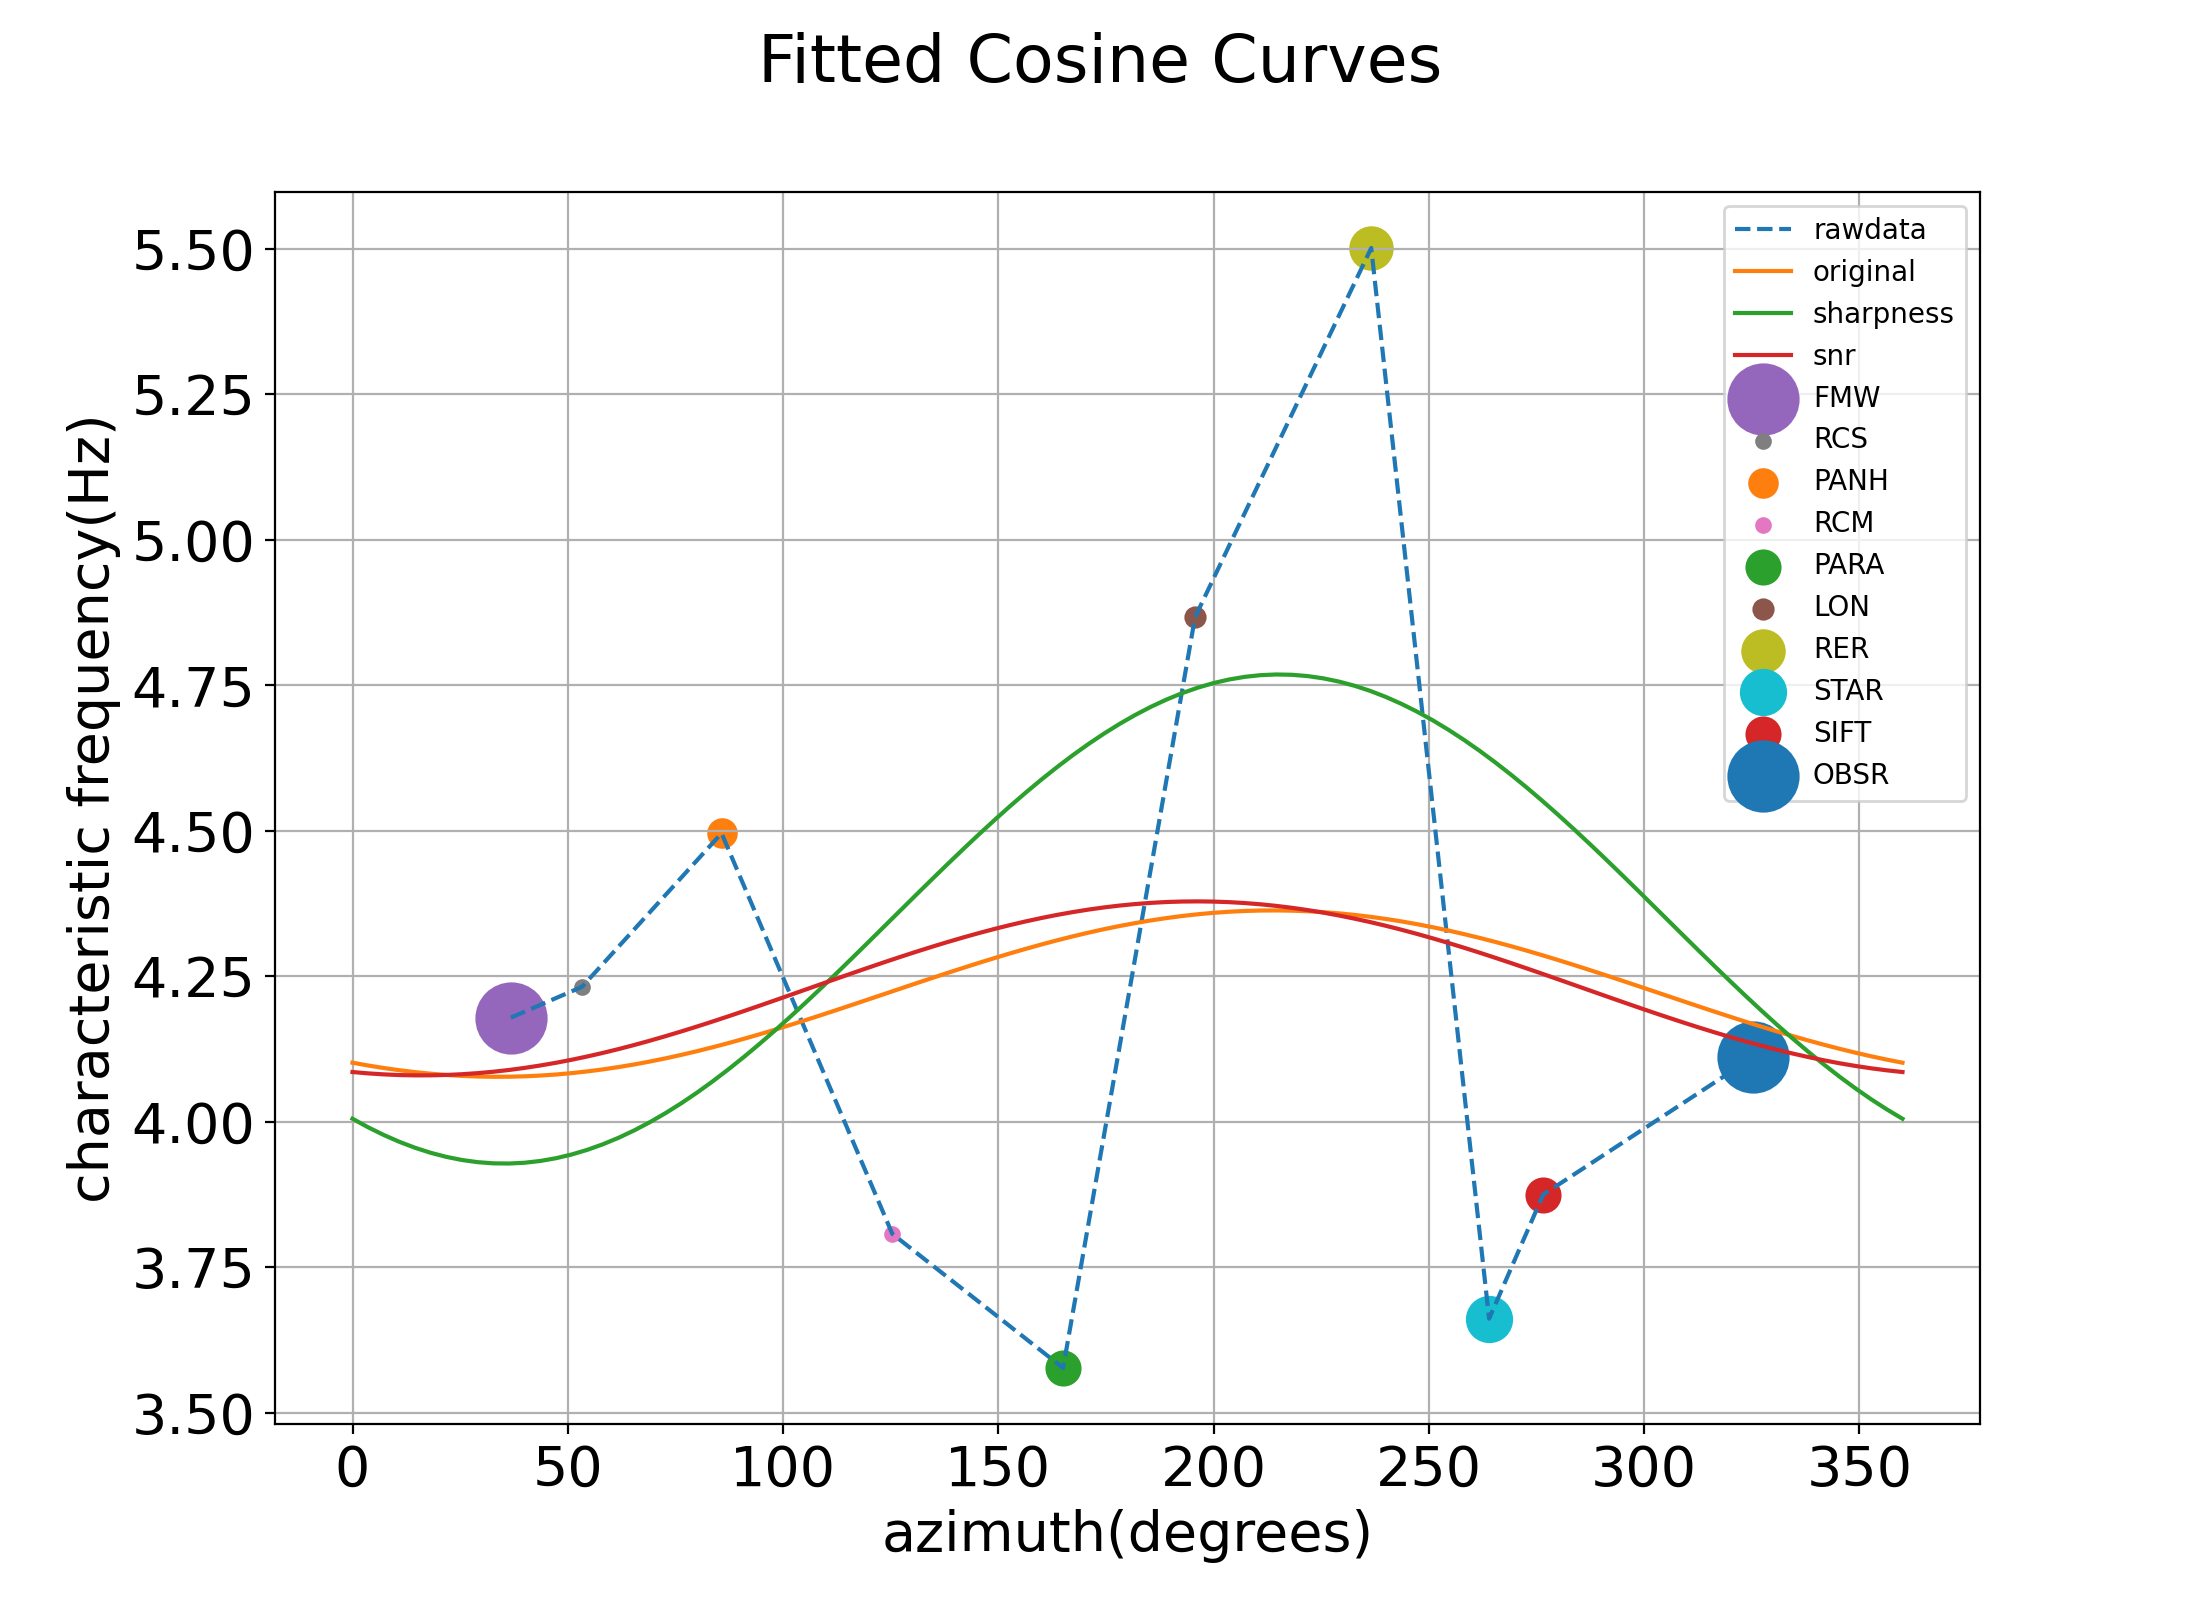 Fitted Cosine Curves
characteristic frequency(Hz)
5.50
5.25
5.00
4.75
4.50
4.25
4.00
3.75
3.50
0 50 100 150 200 250 300 350
azimuth(degrees)
rawdata
original
sharpness
snr
FMW
RCS
PANH
RCM
PARA
LON
RER
STAR
SIFT
OBSR